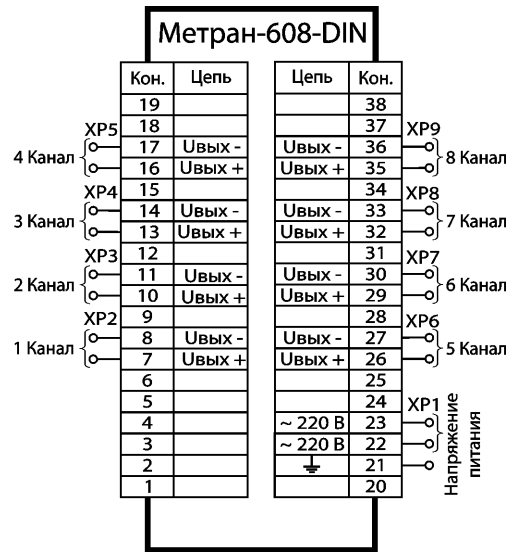 Метран-608-DIN
Кон. Цепь Цепь Кон.
19 38
XP5 18 37 XP9
17 Uвых - Uвых - 36
4 Канал 8 Канал
16 Uвых + Uвых + 35
XP4 15 34 XP8
14 Uвых - Uвых - 33
3 Канал 7 Канал
13 Uвых + Uвых + 32
XP3 12 31 XP7
11 Uвых - Uвых - 30
2 Канал 6 Канал
10 Uвых + Uвых + 29
XP2 9 28 XP6
8 Uвых - Uвых - 27
1 Канал 5 Канал
7 Uвых + Uвых + 26
6 25
5 24 XP1
4 ~ 220 В 23
3 ~ 220 В 22
2 21
1 20
Напряжение
питания